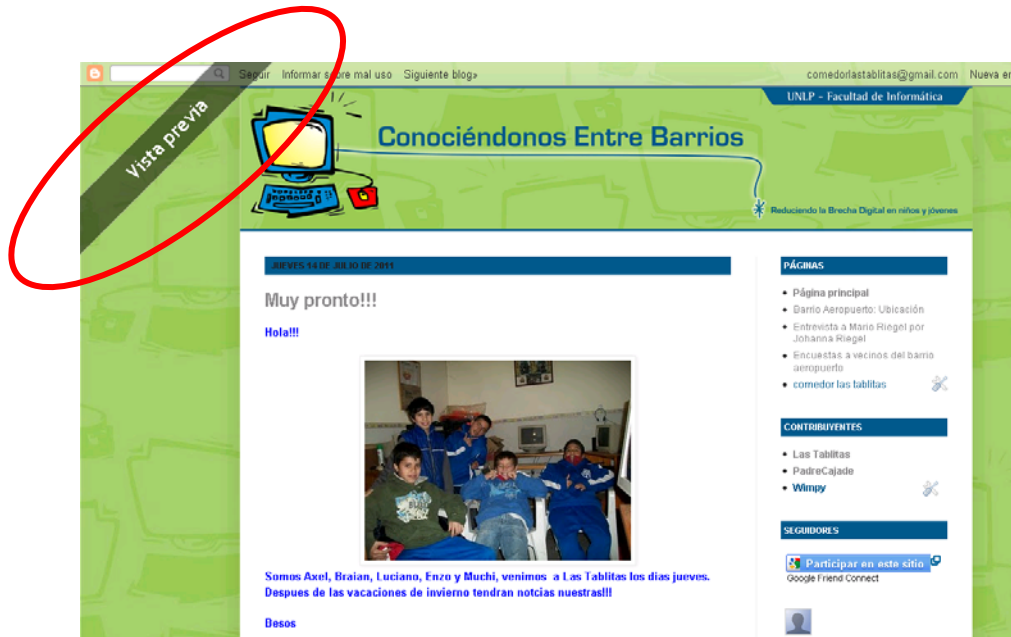 Seguir Informar sobre mal uso Siguiente blog» comedorlastablitas@gmail.com Nueva en
Vista previa
UNLP - Facultad de Informática
Conociéndonos Entre Barrios
Reduciendo la Brecha Digital en niños y jóvenes
JUEVES 14 DE JULIO DE 2011
Muy pronto!!!
Hola!!!
Somos Axel, Braian, Luciano, Enzo y Muchi, venimos a Las Tablitas los dias jueves.
Despues de las vacaciones de invierno tendran notcias nuestras!!!
Besos
PÁGINAS
Página principal
Barrio Aeropuerto: Ubicación
Entrevista a Mario Riegel por
Johanna Riegel
Encuestas a vecinos del barrio
aeropuerto
comedor las tablitas
CONTRIBUYENTES
Las Tablitas
PadreCajade
Wimpy
SEGUIDORES
Participar en este sitio
Google Friend Connect